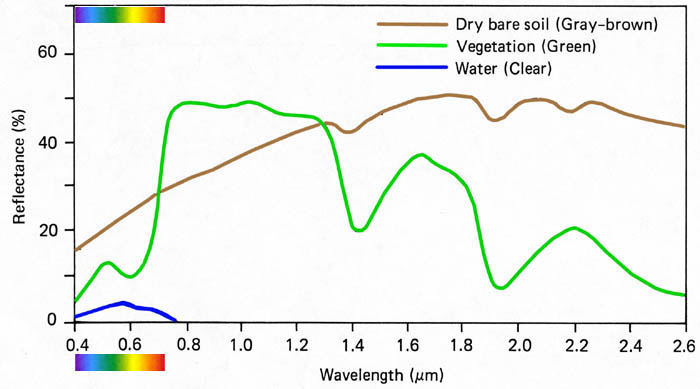 Dry bare soil (Gray-brown)
Vegetation (Green)
Water (Clear)
Reflectance (%)
60
40
20
0
0.4 0.6 0.8 1.0 1.2 1.4 1.6 1.8 2.0 2.2 2.4 2.6
Wavelength (μm)